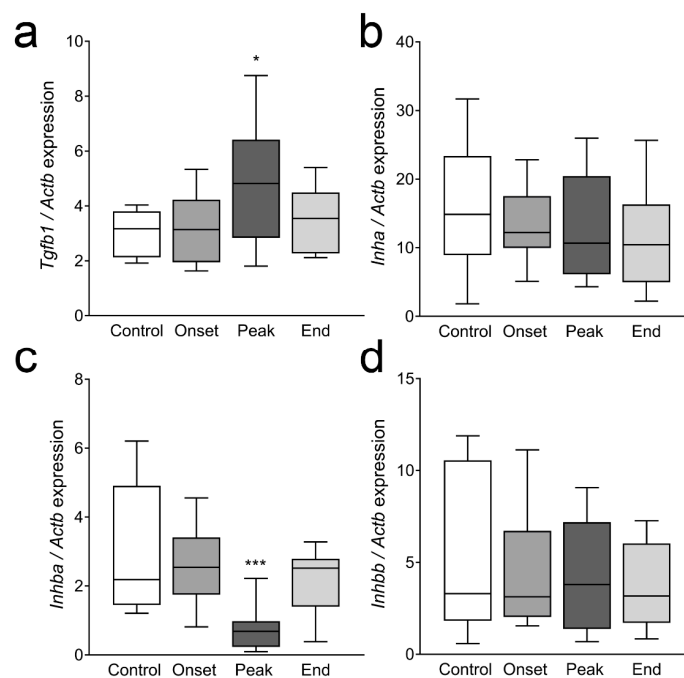 a
Tgfb1 / Actb expression
10
8
6
4
2
0
*
Control Onset Peak End
b
Inha / Actb expression
40
30
20
10
0
Control Onset Peak End
c
Inhba / Actb expression
8
6
4
2
0
***
Control Onset Peak End
d
Inhbb / Actb expression
15
10
5
0
Control Onset Peak End